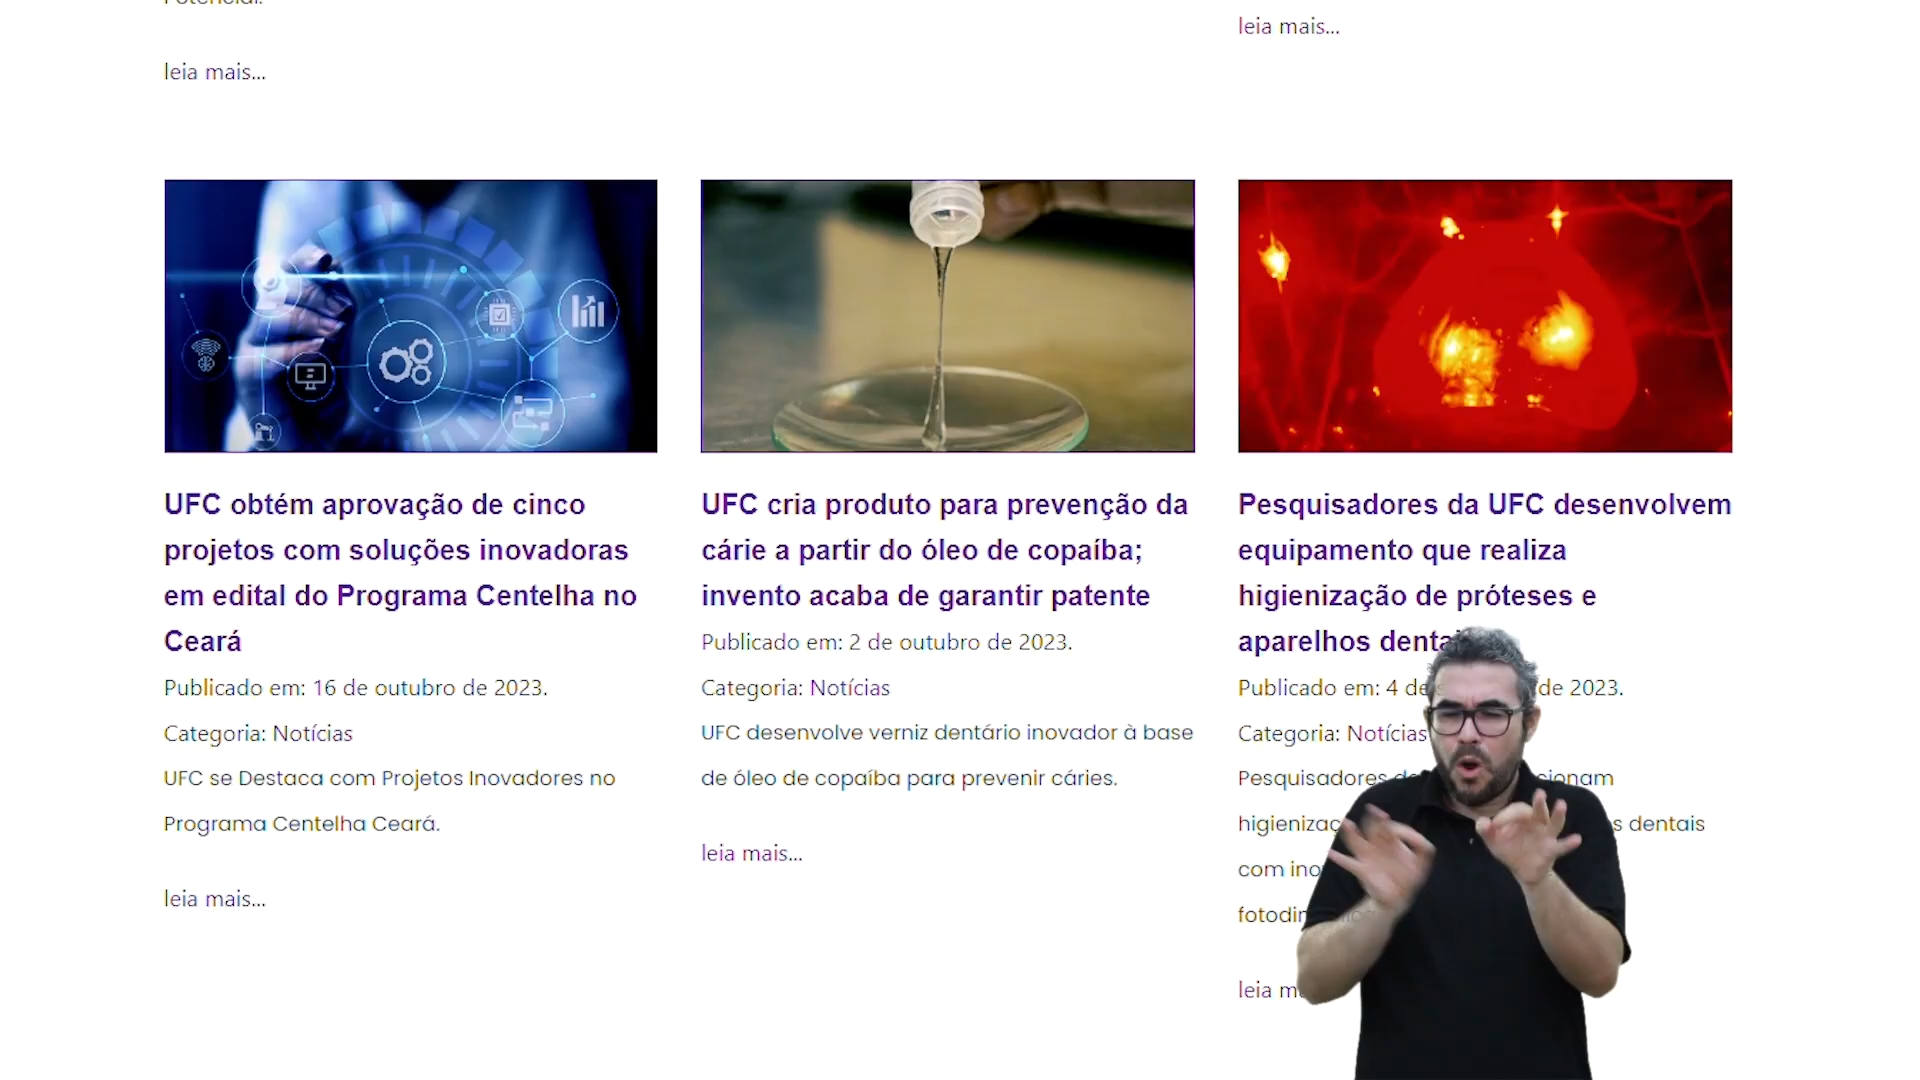 leia mais...
leia mais...
UFC obtém aprovação de cinco
projetos com soluções inovadoras
em edital do Programa Centelha no
Ceará
Publicado em: 16 de outubro de 2023.
Categoria: Notícias
UFC se Destaca com Projetos Inovadores no
Programa Centelha Ceará.
leia mais...
UFC cria produto para prevenção da
cárie a partir do óleo de copaíba;
invento acaba de garantir patente
Publicado em: 2 de outubro de 2023.
Categoria: Notícias
UFC desenvolve verniz dentário inovador à base
de óleo de copaíba para prevenir cáries.
leia mais...
Pesquisadores da UFC desenvolvem
equipamento que realiza
higienização de próteses e
aparelhos
Publicado em: 4 de 2023.
Categoria: Notícias
Pesquisadores
dentais
com
leia